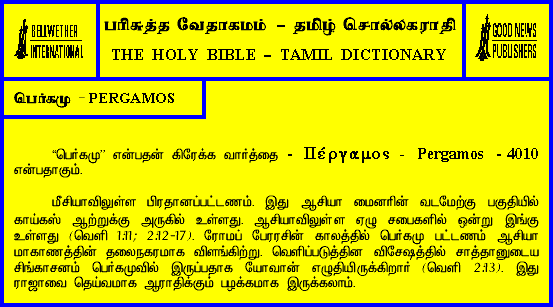 BELLWETHER
INTERNATIONAL
பரிசுத்த வேதாகமம் – தமிழ் சொல்லகராதி
THE HOLY BIBLE – TAMIL DICTIONARY
GOOD NEWS
PUBLISHERS
பெர்கமு – PERGAMOS
“பெர்கமு” என்பதன் கிரேக்க வார்த்தை - Πέργαμος - Pergamos - 4010
என்பதாகும்.
மீசியாவிலுள்ள பிரதானப்பட்டணம். இது ஆசியா மைனரின் வடமேற்கு பகுதியில்
காய்கஸ் ஆற்றுக்கு அருகில் உள்ளது. ஆசியாவிலுள்ள ஏழு சபைகளில் ஒன்று இங்கு
உள்ளது (வெளி 1:11; 2:12-17). ரோமப் பேரரசின் காலத்தில் பெர்கமு பட்டணம் ஆசியா
மாகாணத்தின் தலைநகரமாக விளங்கிற்று. வெளிப்படுத்தின விசேஷத்தில் சாத்தானுடைய
சிங்காசனம் பெர்கமுவில் இருப்பதாக யோவான் எழுதியிருக்கிறார் (வெளி 2:13). இது
ராஜாவை தெய்வமாக ஆராதிக்கும் பழக்கமாக இருக்கலாம்.